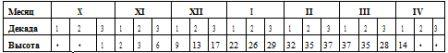 Месяц X XI XII I II III IV
Декада 1 2 3 1 2 3 1 2 3 1 2 3 1 2 3 1 2 3 1 2 3
Высота • • 1 2 3 6 9 13 17 22 26 29 32 35 37 37 35 28 14 •